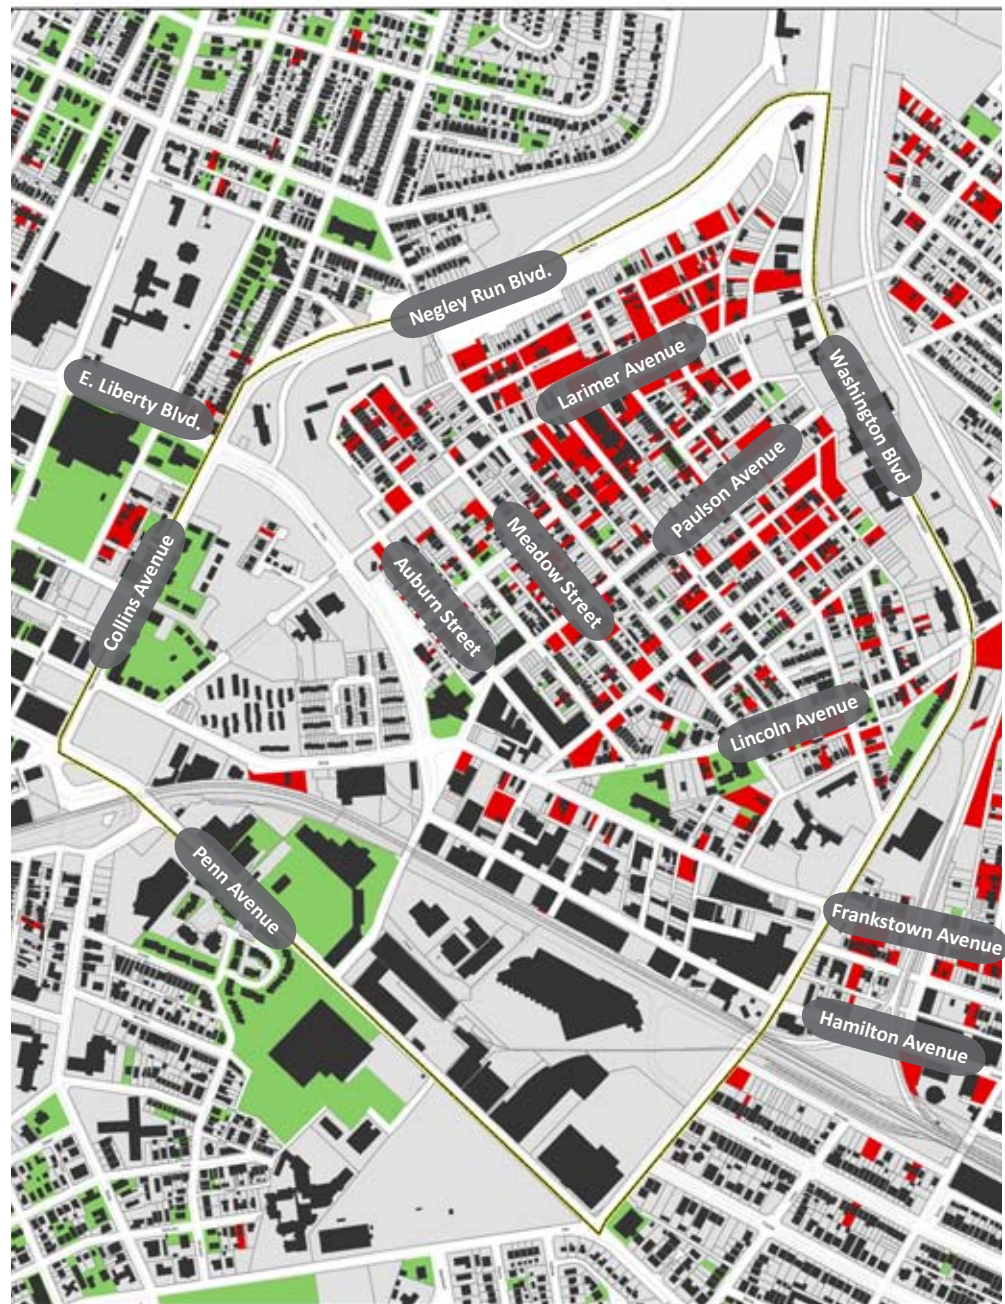 Negley Run Blvd.
E. Liberty Blvd.
Larimer Avenue
Washington Blvd
Paulson Avenue
Meadow Street
Auburn Street
Collins Avenue
Lincoln Avenue
Penn Avenue
Frankstown Avenue
Hamilton Avenue